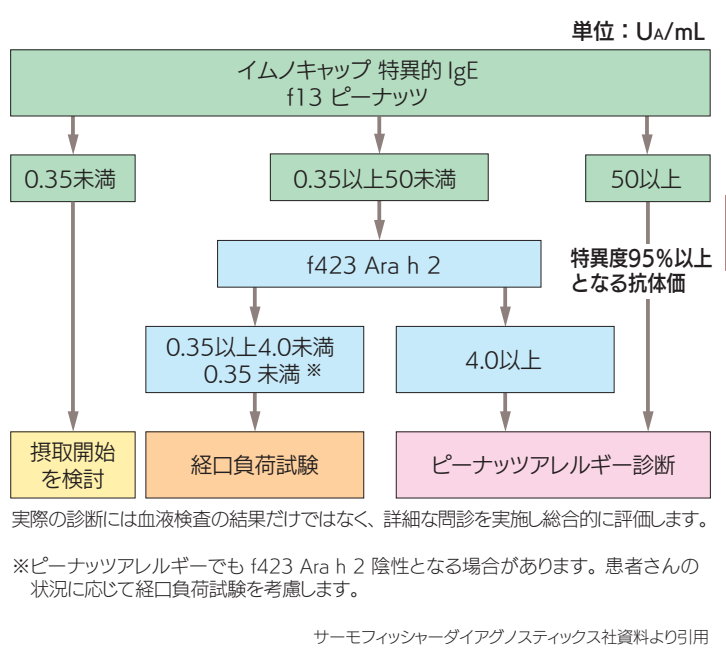 単位：UA/mL
イムノキャップ 特異的 IgE
f13 ピーナッツ
0.35未満
0.35以上50未満
50以上
f423 Ara h 2
特異度95%以上
となる抗体価
0.35以上4.0未満
0.35 未満 ※
4.0以上
摂取開始
を検討
経口負荷試験
ピーナッツアレルギー診断
実際の診断には血液検査の結果だけではなく、詳細な問診を実施し総合的に評価します。
※ピーナッツアレルギーでも f423 Ara h 2 陰性となる場合があります。患者さんの
状況に応じて経口負荷試験を考慮します。
サーモフィッシャーダイアグノスティックス社資料より引用